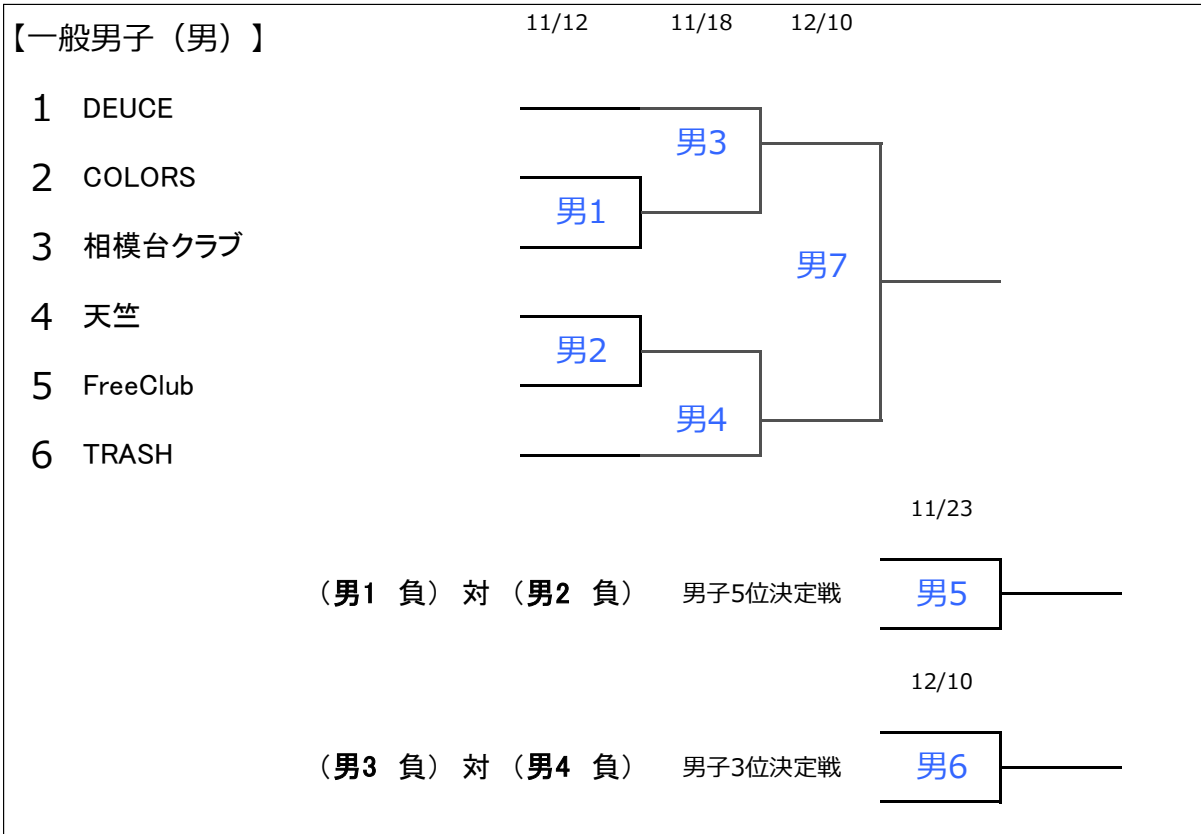 【一般男子（男）】 11/12 11/18 12/10
1 DEUCE
男3
2 COLORS
男1
3 相模台クラブ
男7
4 天竺
男2
5 FreeClub
男4
6 TRASH
11/23
（男1 負） 対 （男2 負） 男子5位決定戦 男5
12/10
（男3 負） 対 （男4 負） 男子3位決定戦 男6